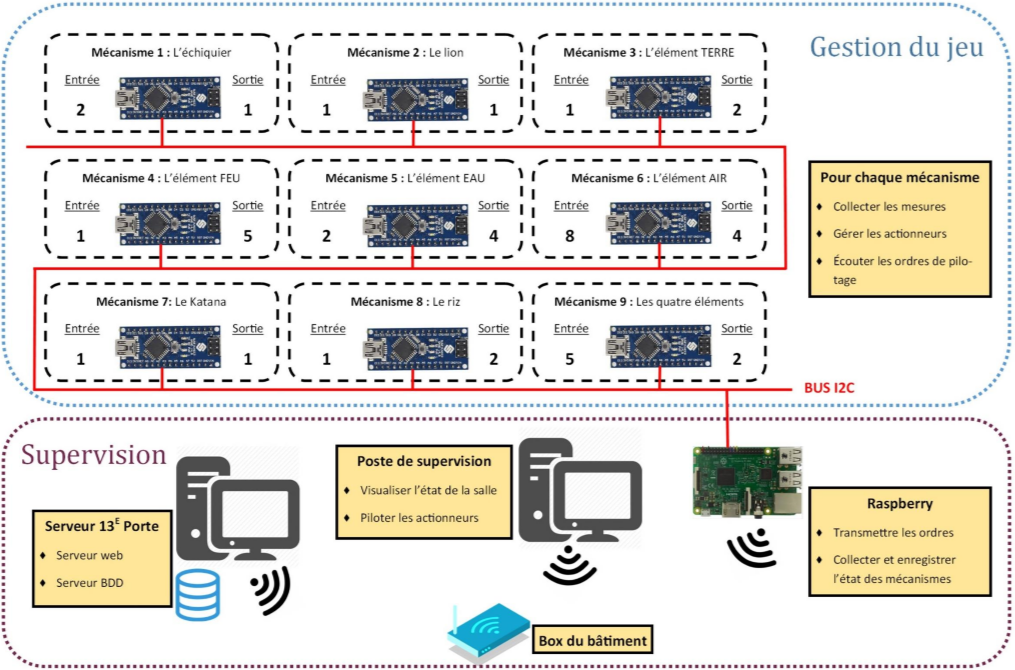 Gestion du jeu
Mécanisme 1 : L'échiquier
Entrée Sortie
2 1
Mécanisme 2 : Le lion
Entrée Sortie
1 1
Mécanisme 3 : L'élément TERRE
Entrée Sortie
1 2
Mécanisme 4 : L'élément FEU
Entrée Sortie
1 5
Mécanisme 5 : L'élément EAU
Entrée Sortie
2 4
Mécanisme 6 : L'élément AIR
Entrée Sortie
8 4
Mécanisme 7: Le Katana
Entrée Sortie
1 1
Mécanisme 8 : Le riz
Entrée Sortie
1 2
Mécanisme 9 : Les quatre éléments
Entrée Sortie
5 2
Pour chaque mécanisme
♦ Collecter les mesures
♦ Gérer les actionneurs
♦ Écouter les ordres de pilo-
tage
BUS I2C
Supervision
Serveur 13E Porte
♦ Serveur web
♦ Serveur BDD
Poste de supervision
♦ Visualiser l'état de la salle
♦ Piloter les actionneurs
Raspberry
♦ Transmettre les ordres
♦ Collecter et enregistrer
l'état des mécanismes
Box du bâtiment